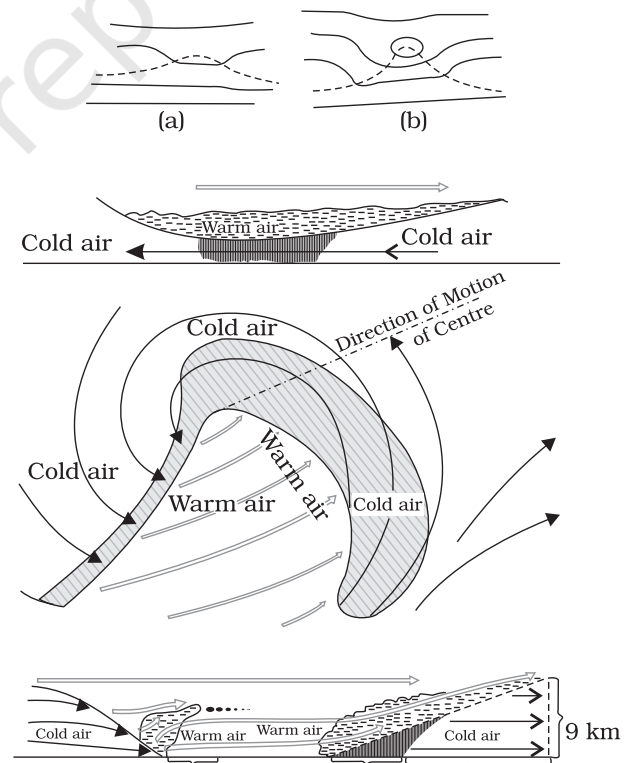 rep
(a)
(b)
Warm air
Cold air
Cold air
Cold air
Direction of Motion
of Centre
Cold air
Warm air
Warm air
Cold air
Cold air
Warm air
Warm air
Cold air
9 km